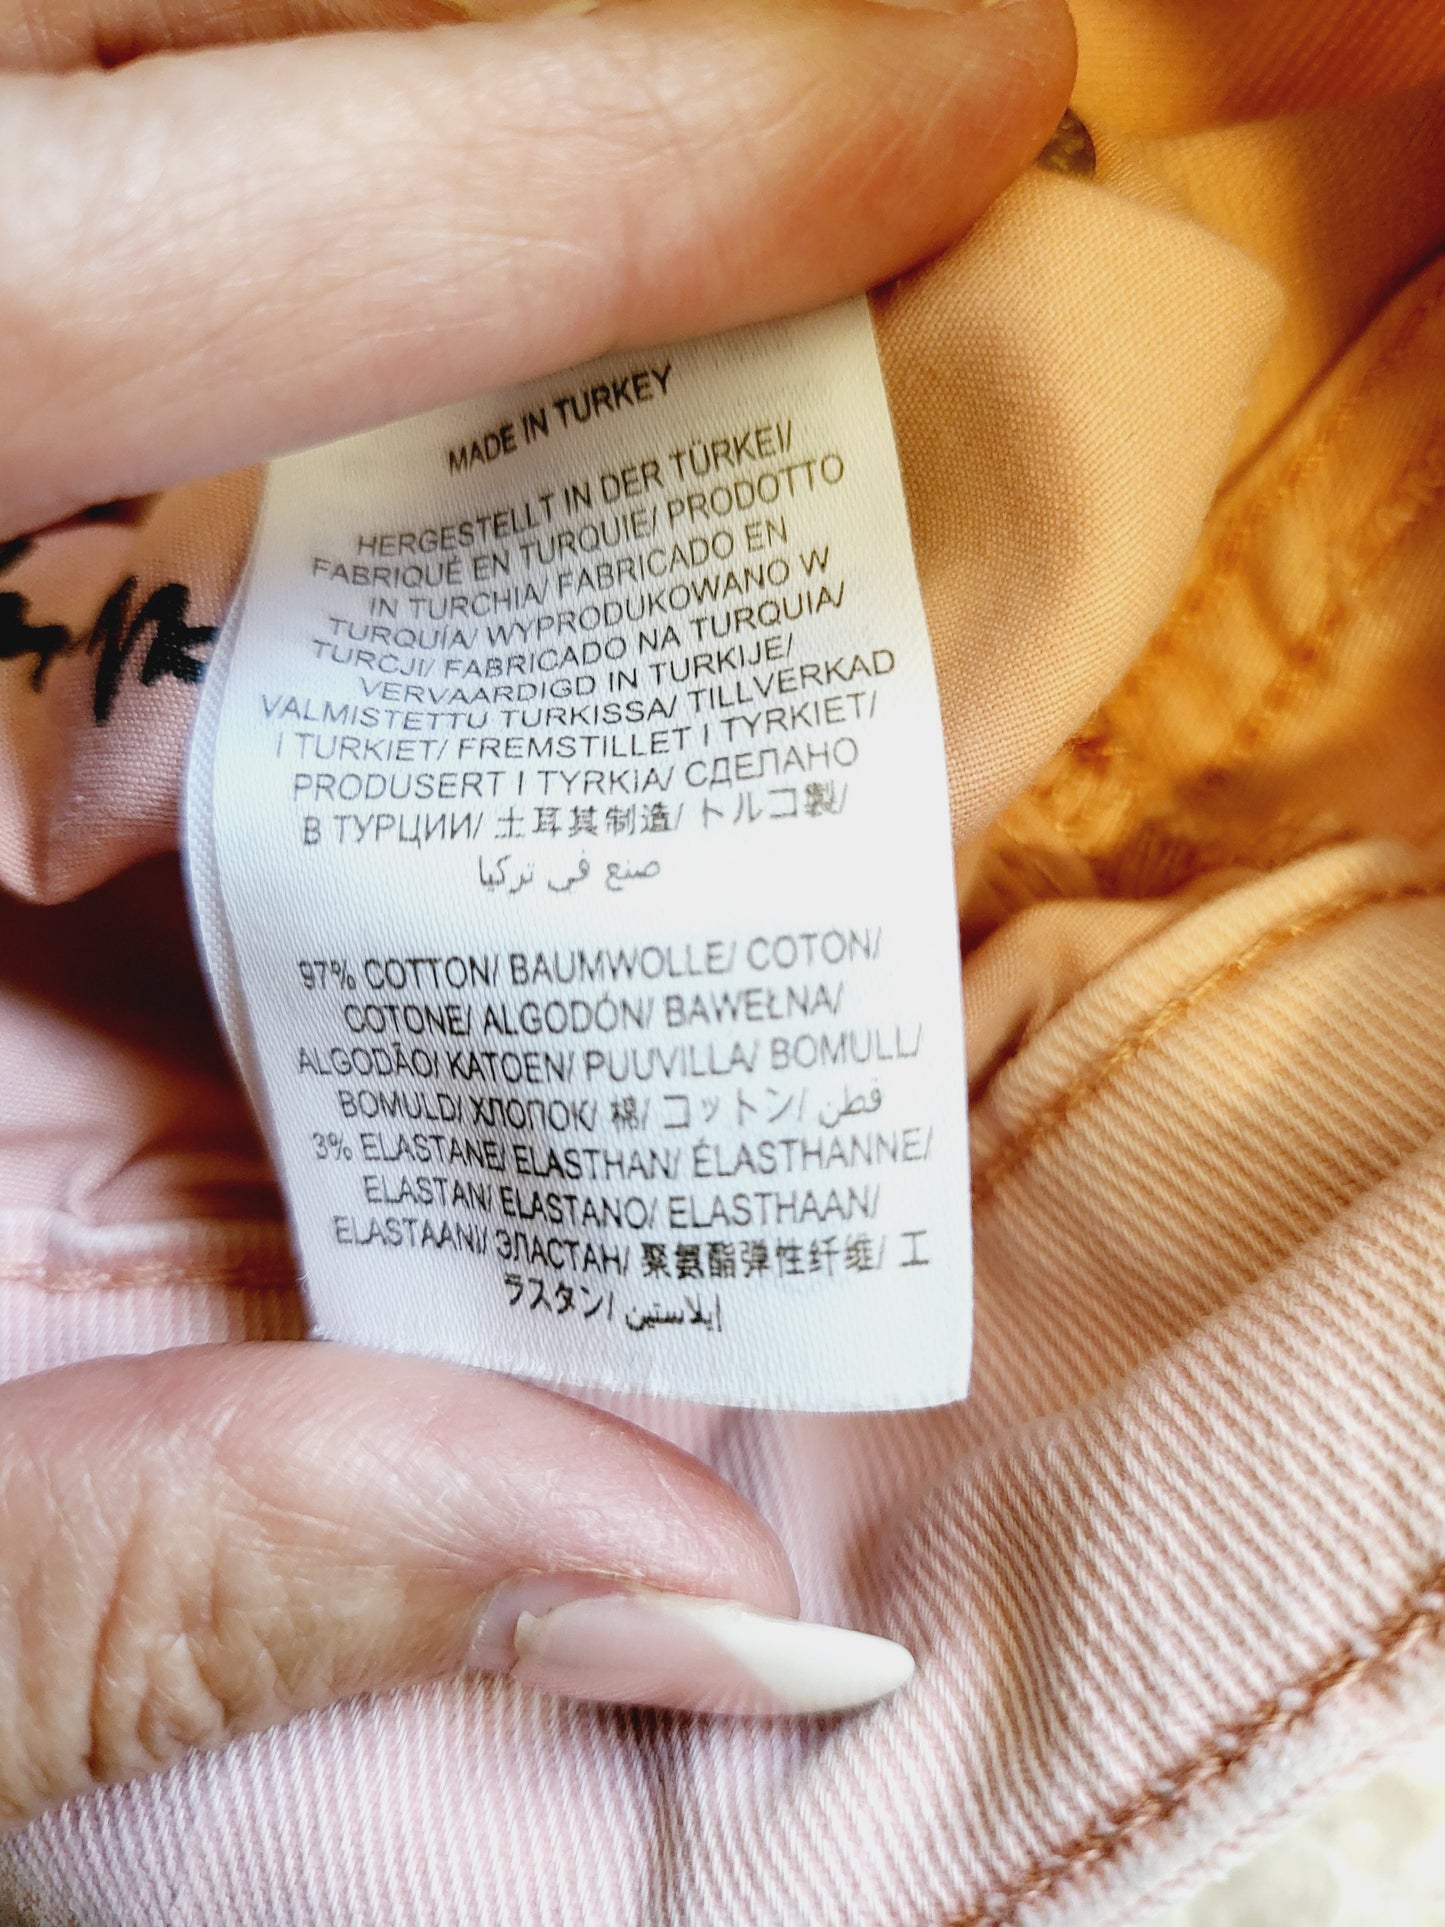 MADE IN TURKEY
HERGESTELLT IN DER TÜRKEI/
FABRIQUÉ EN TURQUIE/ PRODOTTO
IN TURCHIA/ FABRICADO EN
TURQUÍA/ WYPRODUKOWANO W
TURCJI/ FABRICADO NA TURQUIA/
VERVAARDIGD IN TURKIJE/
VALMISTETTU TURKISSA/ TILLVERKAD
I TURKIET/ FREMSTILLET I TYRKIET/
PRODUSERT I TYRKIA/ СДЕЛАНО
В ТУРЦИИ/ 土耳其制造/ トルコ製/
صنع في تركيا
97% COTTON/ BAUMWOLLE/ COTON/
COTONE/ ALGODÓN/ BAWEŁNA/
ALGODÃO/ KATOEN/ PUUVILLA/ BOMULL/
BOMULD/ ХЛОПОК/ 棉/ コットン/ قطن
3% ELASTANE/ ELASTHAN/ ÉLASTHANNE/
ELASTAN/ ELASTANO/ ELASTHAAN/
ELASTAANI/ ЭЛАСТАН/ 聚氨酯弹性纤维/ エ
ラスタン/ إيلاستين